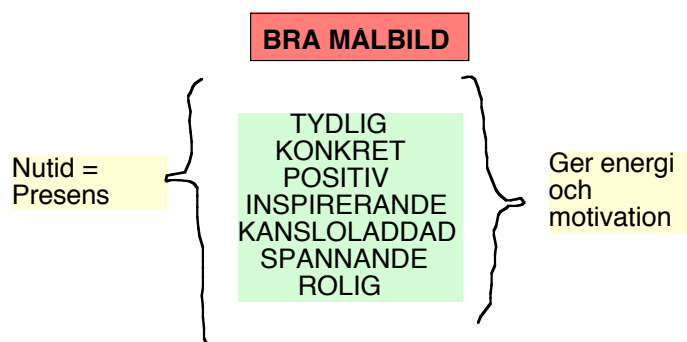 BRA MÅLBILD
Nutid =
Presens
TYDLIG
KONKRET
POSITIV
INSPIRERANDE
KANSLOLADDAD
SPANNANDE
ROLIG
Ger energi
och
motivation